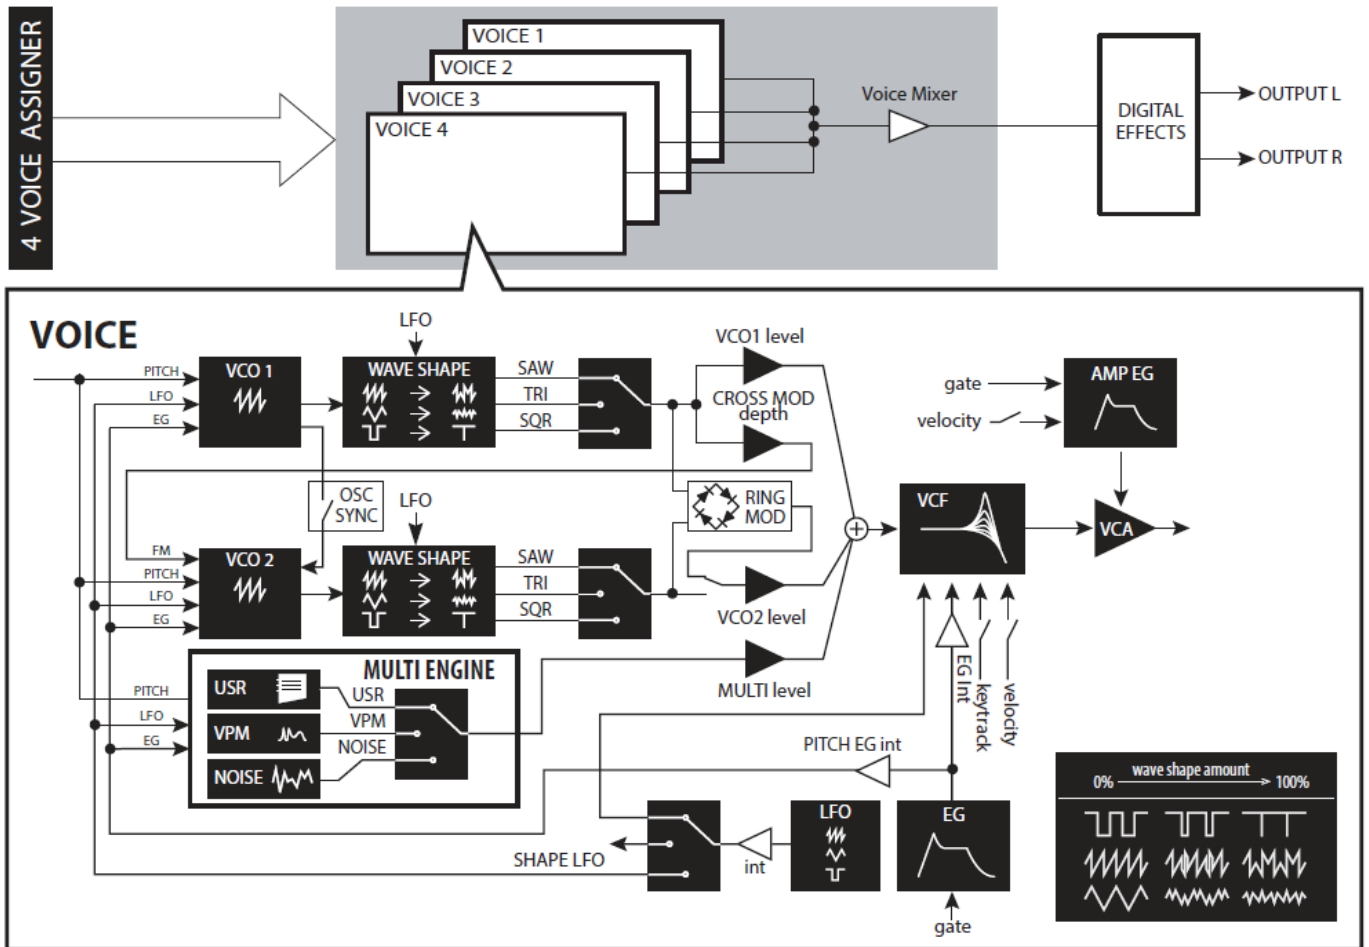 4 VOICE ASSIGNER
VOICE 1
VOICE 2
VOICE 3
VOICE 4
Voice Mixer
DIGITAL
EFFECTS
OUTPUT L
OUTPUT R
VOICE
LFO
PITCH
LFO
EG
VCO 1
WAVE SHAPE
SAW
TRI
SQR
VCO1 level
CROSS MOD
depth
gate
velocity
AMP EG
OSC
SYNC
LFO
RING
MOD
VCF
VCA
FM
PITCH
LFO
EG
VCO 2
WAVE SHAPE
SAW
TRI
SQR
VCO2 level
MULTI ENGINE
PITCH
LFO
EG
USR
VPM
NOISE
USR
VPM
NOISE
MULTI level
EG Int
keytrack
velocity
PITCH EG int
SHAPE LFO
int
LFO
EG
gate
wave shape amount
0%
100%